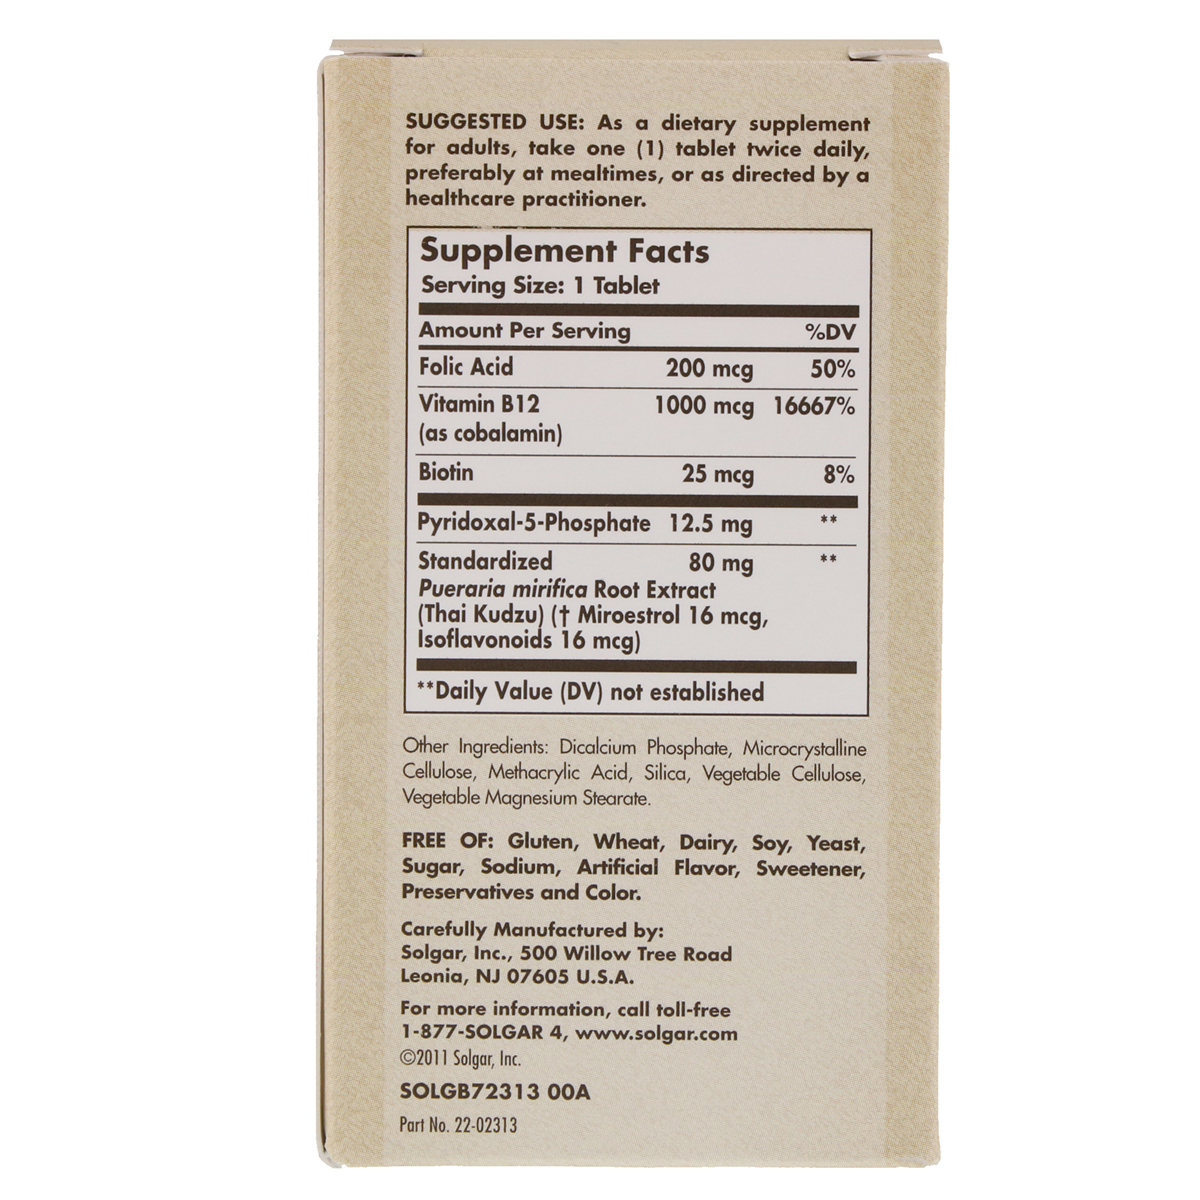 SUGGESTED USE: As a dietary supplement
for adults, take one (1) tablet twice daily,
preferably at mealtimes, or as directed by a
healthcare practitioner.
Supplement Facts
Serving Size: 1 Tablet
Amount Per Serving %DV
Folic Acid 200 mcg 50%
Vitamin B12 1000 mcg 16667%
(as cobalamin)
Biotin 25 mcg 8%
Pyridoxal-5-Phosphate 12.5 mg **
Standardized 80 mg **
Pueraria mirifica Root Extract
(Thai Kudzu) († Miroestrol 16 mcg,
Isoflavonoids 16 mcg)
**Daily Value (DV) not established
Other Ingredients: Dicalcium Phosphate, Microcrystalline
Cellulose, Methacrylic Acid, Silica, Vegetable Cellulose,
Vegetable Magnesium Stearate.
FREE OF: Gluten, Wheat, Dairy, Soy, Yeast,
Sugar, Sodium, Artificial Flavor, Sweetener,
Preservatives and Color.
Carefully Manufactured by:
Solgar, Inc., 500 Willow Tree Road
Leonia, NJ 07605 U.S.A.
For more information, call toll-free
1-877-SOLGAR 4, www.solgar.com
©2011 Solgar, Inc.
SOLGB72313 00A
Part No. 22-02313